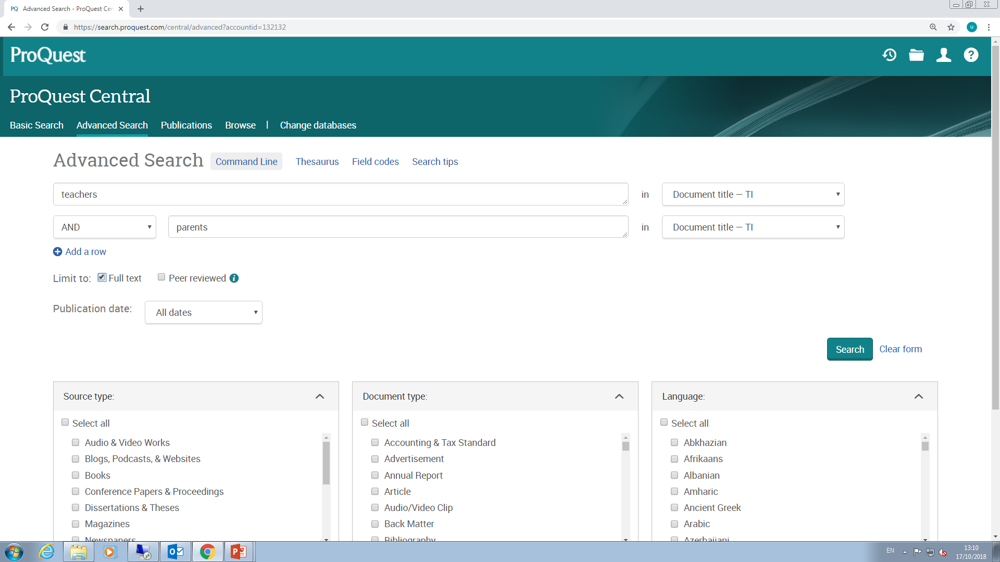 PQ Advanced Search - ProQuest Cen
https://search.proquest.com/central/advanced?accountid=132132
u
ProQuest
?
ProQuest Central
Basic Search Advanced Search Publications Browse | Change databases
Advanced Search Command Line Thesaurus Field codes Search tips
teachers in Document title — TI
AND parents in Document title — TI
Add a row
Limit to: Full text Peer reviewed i
Publication date: All dates
Search Clear form
Source type: Document type: Language:
Select all Select all Select all
Audio & Video Works Accounting & Tax Standard Abkhazian
Blogs, Podcasts, & Websites Advertisement Afrikaans
Books Annual Report Albanian
Conference Papers & Proceedings Article Amharic
Dissertations & Theses Audio/Video Clip Ancient Greek
Magazines Back Matter Arabic
Newspapers Bibliography Azerbaijani
EN 13:10
17/10/2018